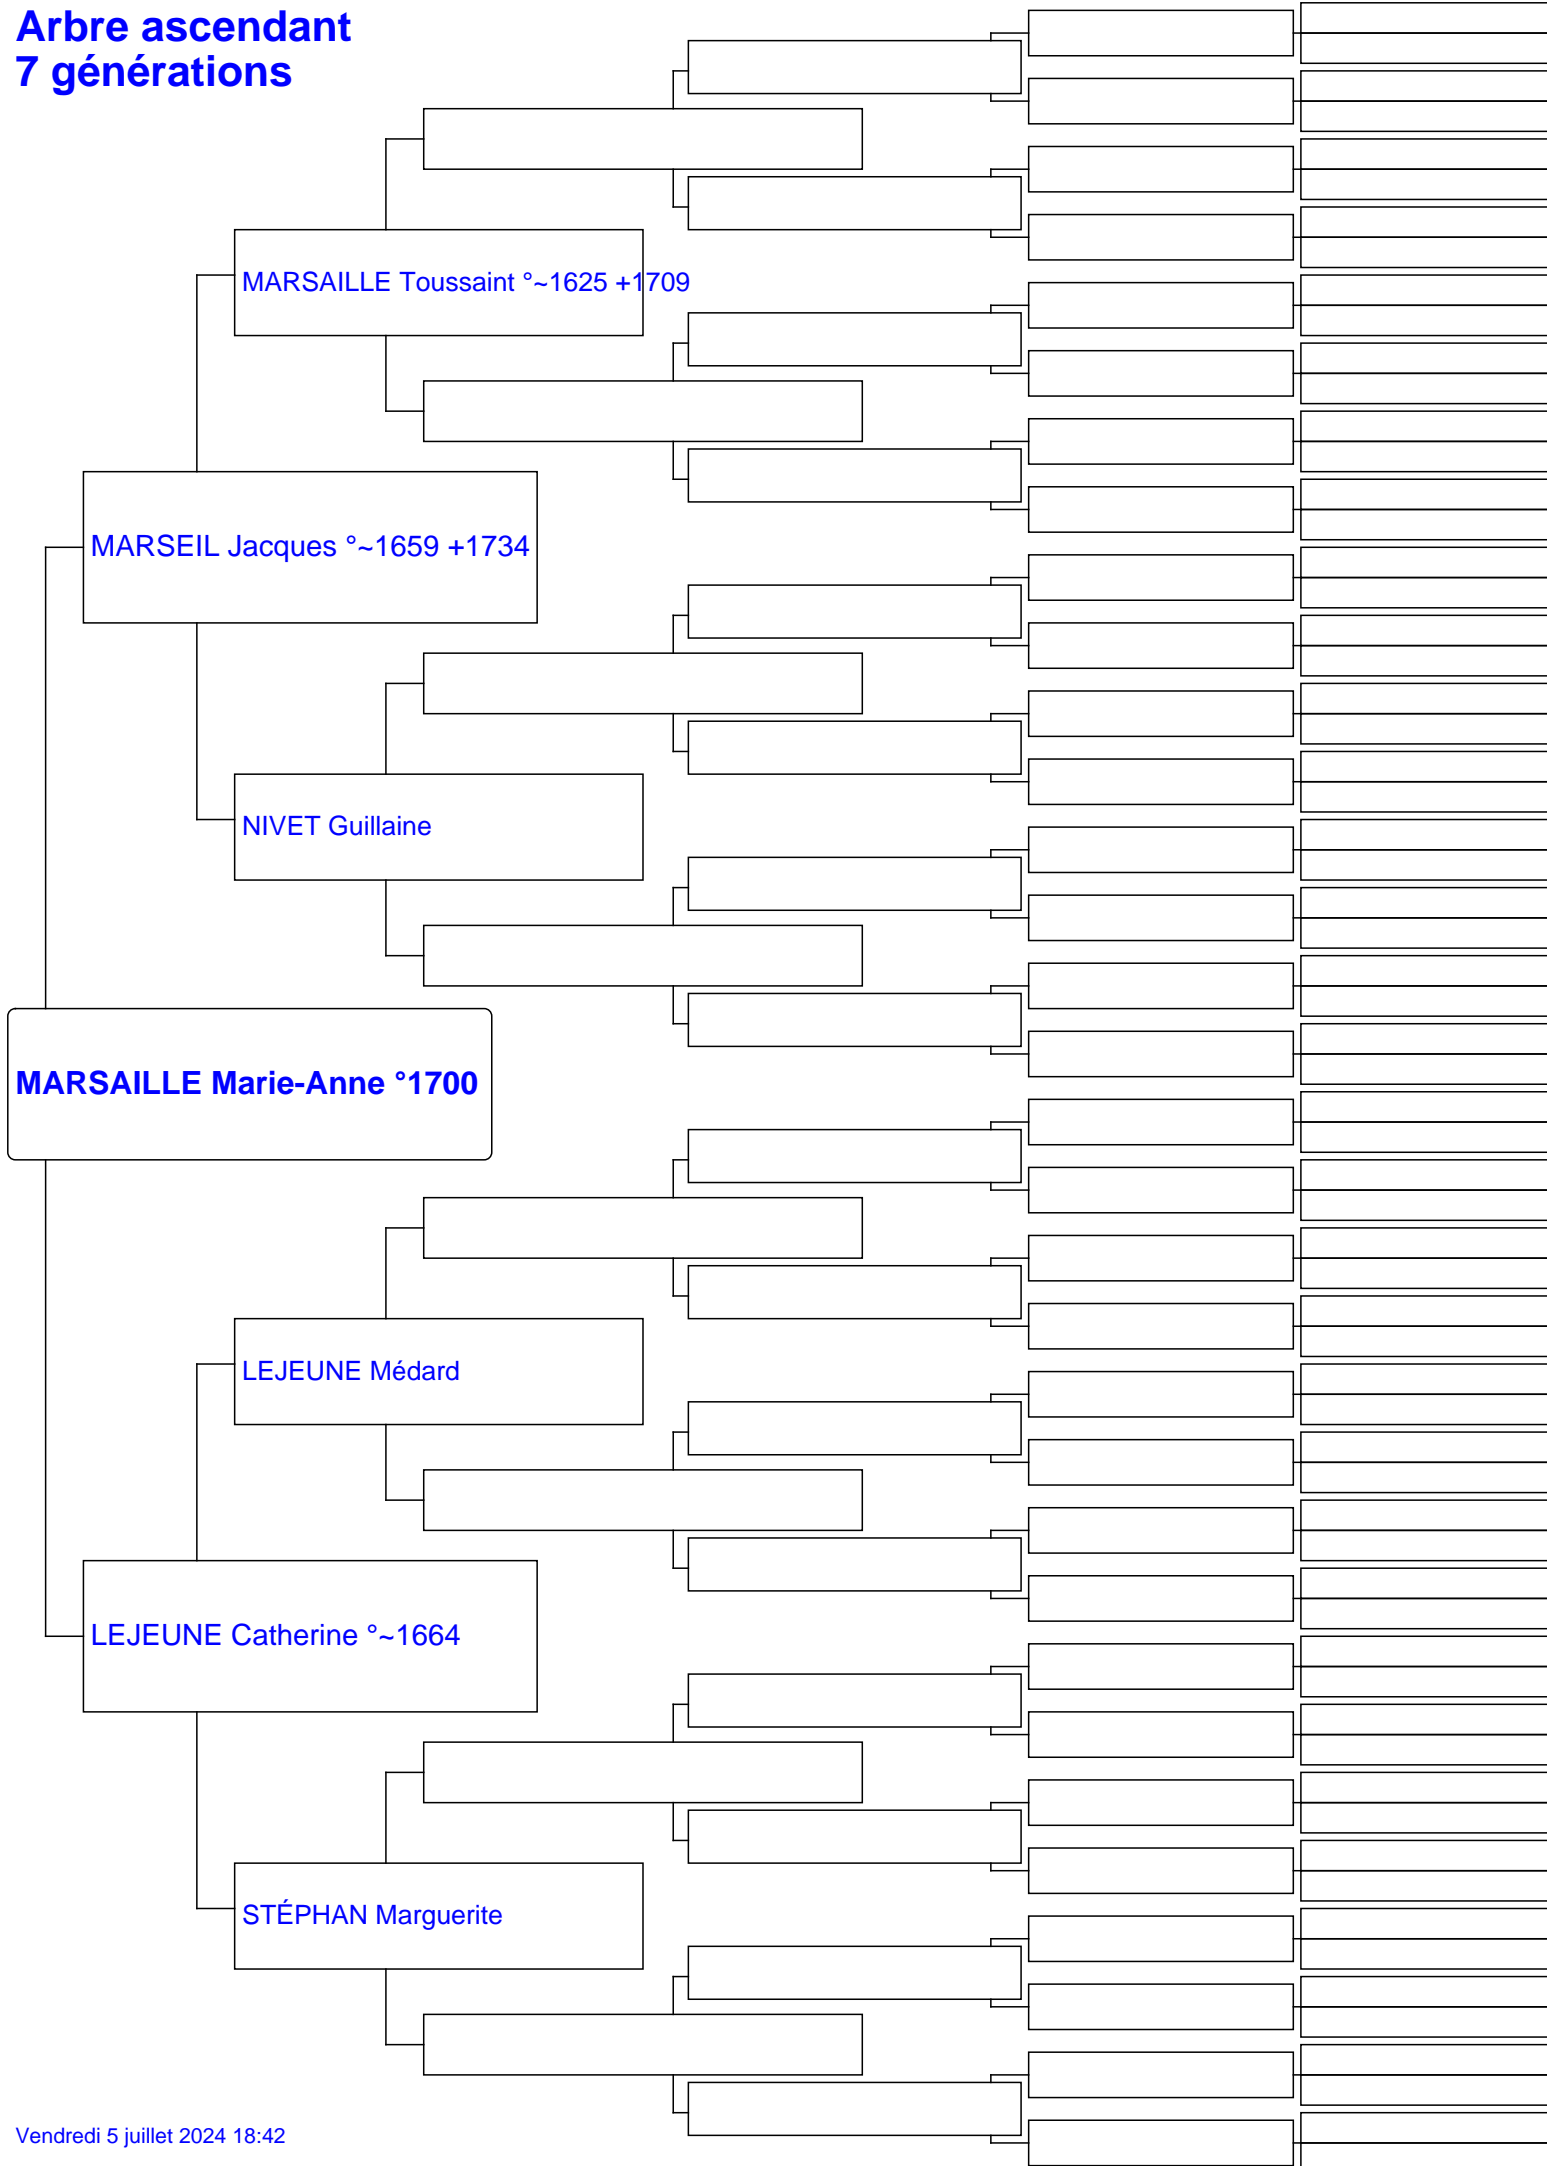 Arbre ascendant
7 générations
MARSAILLE Toussaint °~1625 +1709
MARSEIL Jacques °~1659 +1734
NIVET Guillaine
MARSAILLE Marie-Anne °1700
LEJEUNE Médard
LEJEUNE Catherine °~1664
STÉPHAN Marguerite
Vendredi 5 juillet 2024 18:42